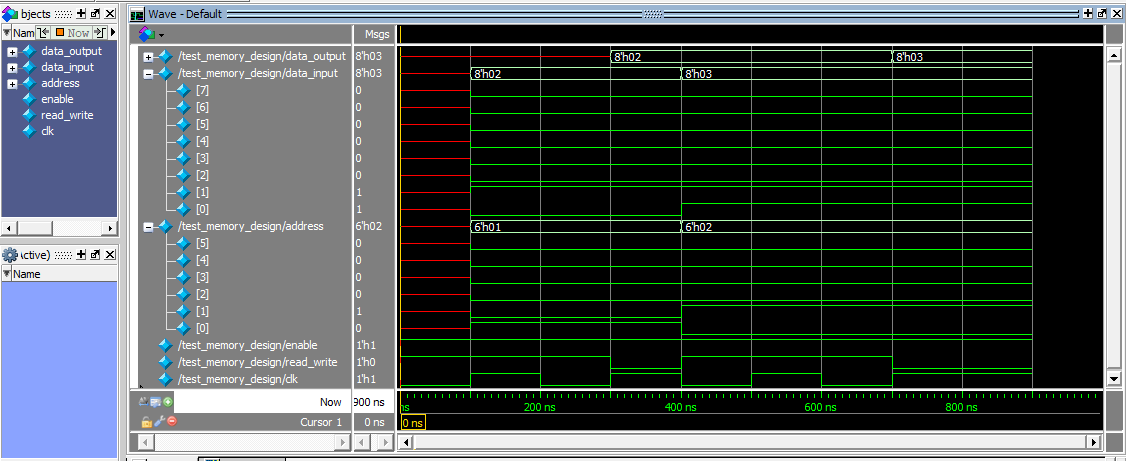 bjects
Wave - Default
Nam
Now
Msgs
data_output
data_input
address
enable
read_write
clk
/test_memory_design/data_output 8'h03 8'h02 8'h03
/test_memory_design/data_input 8'h03 8'h02 8'h03
[7] 0
[6] 0
[5] 0
[4] 0
[3] 0
[2] 0
[1] 1
[0] 1
/test_memory_design/address 6'h02 6'h01 6'h02
[5] 0
[4] 0
[3] 0
[2] 0
[1] 1
[0] 0
/test_memory_design/enable 1'h1
/test_memory_design/read_write 1'h0
/test_memory_design/clk 1'h1
Active)
Name
Now 900 ns ns 200 ns 400 ns 600 ns 800 ns
Cursor 1 0 ns 0 ns